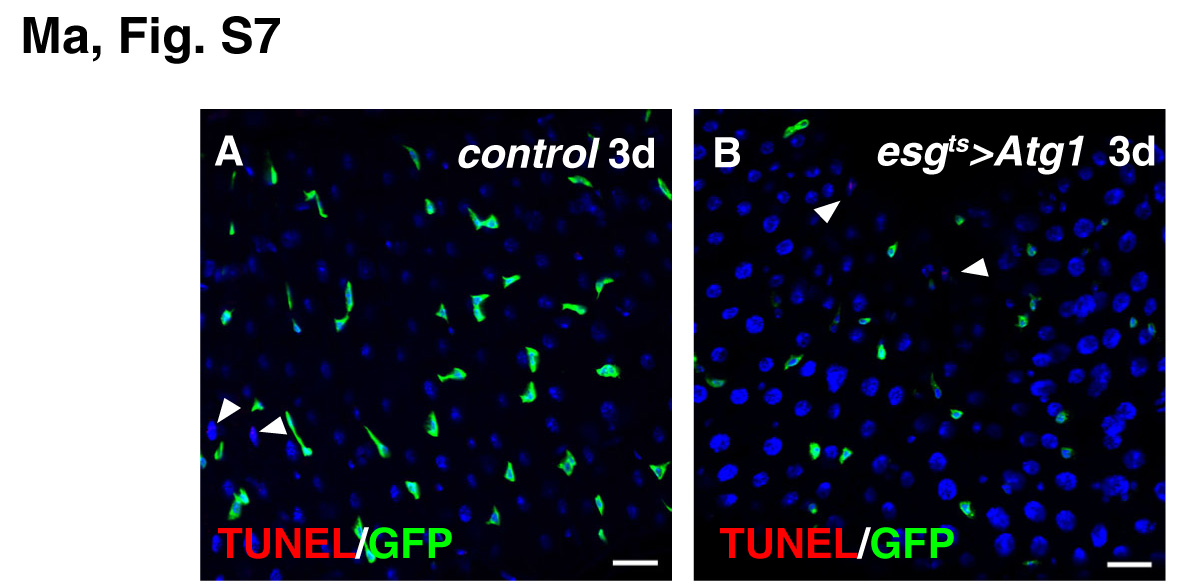 Ma, Fig. S7
A control 3d
B esgts>Atg1 3d
TUNEL/GFP
TUNEL/GFP